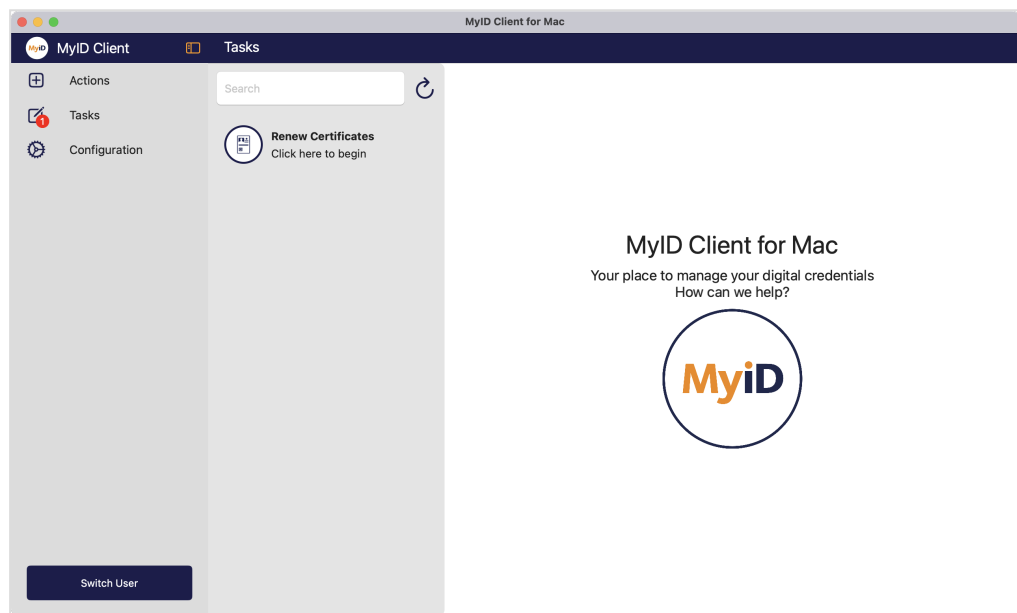 MyID Client for Mac
MyiD
MyID Client
Tasks
Actions
1
Tasks
Configuration
Switch User
Search
Renew Certificates
Click here to begin
MyID Client for Mac
Your place to manage your digital credentials
How can we help?
MyiD